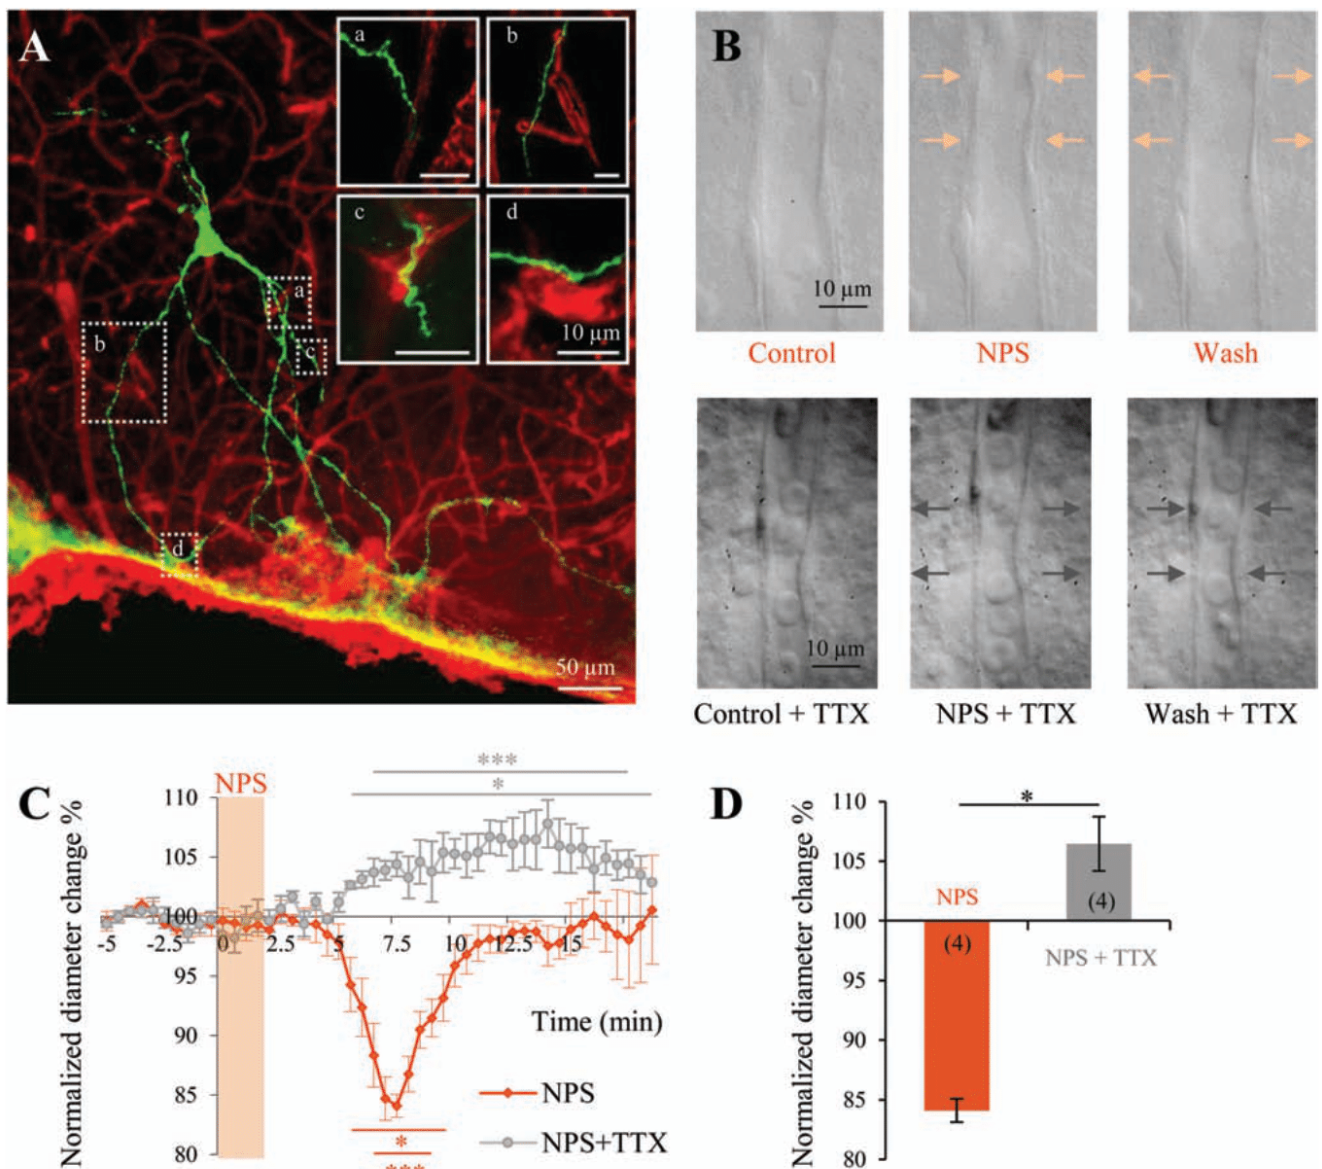 A
a
b
c
d
10 µm
a
b
c
d
50 µm
B
10 µm
Control
NPS
Wash
10 µm
Control + TTX
NPS + TTX
Wash + TTX
C
NPS
***
*
Normalized diameter change %
110
105
100
95
90
85
80
-5
-2.5
0
2.5
5
7.5
10
12.5
15
Time (min)
NPS
NPS+TTX
*
***
D
Normalized diameter change %
110
105
100
95
90
85
80
*
NPS
(4)
(4)
NPS + TTX